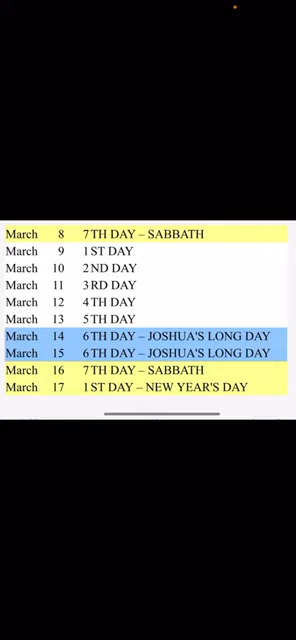 March 8 7TH DAY – SABBATH
March 9 1ST DAY
March 10 2ND DAY
March 11 3RD DAY
March 12 4TH DAY
March 13 5TH DAY
March 14 6TH DAY – JOSHUA'S LONG DAY
March 15 6TH DAY – JOSHUA'S LONG DAY
March 16 7TH DAY – SABBATH
March 17 1ST DAY – NEW YEAR'S DAY